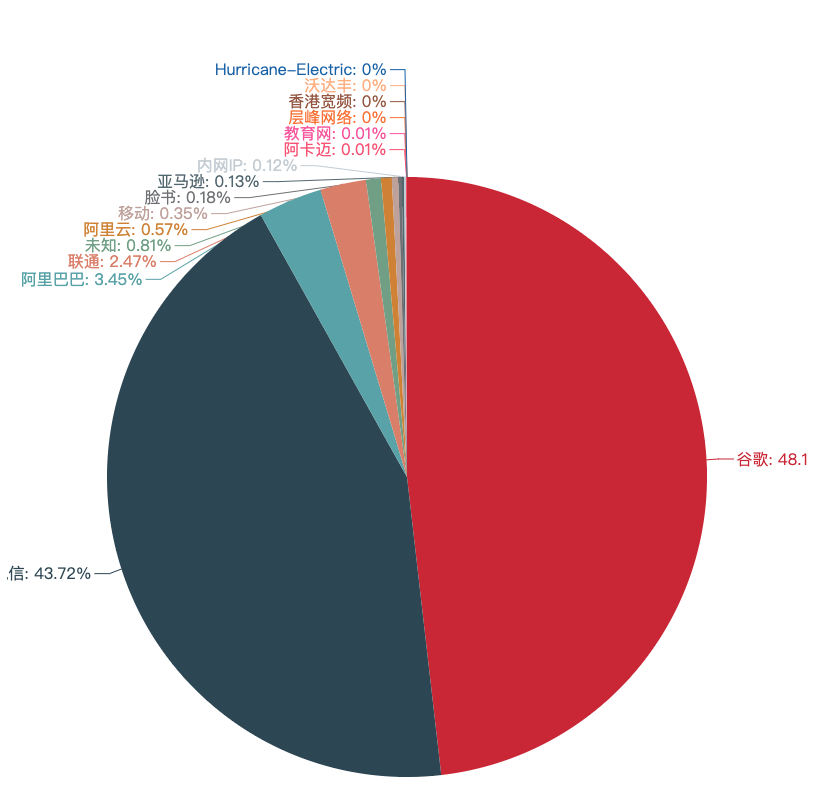 Hurricane-Electric: 0%
沃达丰: 0%
香港宽频: 0%
层峰网络: 0%
教育网: 0.01%
阿卡迈: 0.01%
内网IP: 0.12%
亚马逊: 0.13%
脸书: 0.18%
移动: 0.35%
阿里云: 0.57%
未知: 0.81%
联通: 2.47%
阿里巴巴: 3.45%
谷歌: 48.1
信: 43.72%